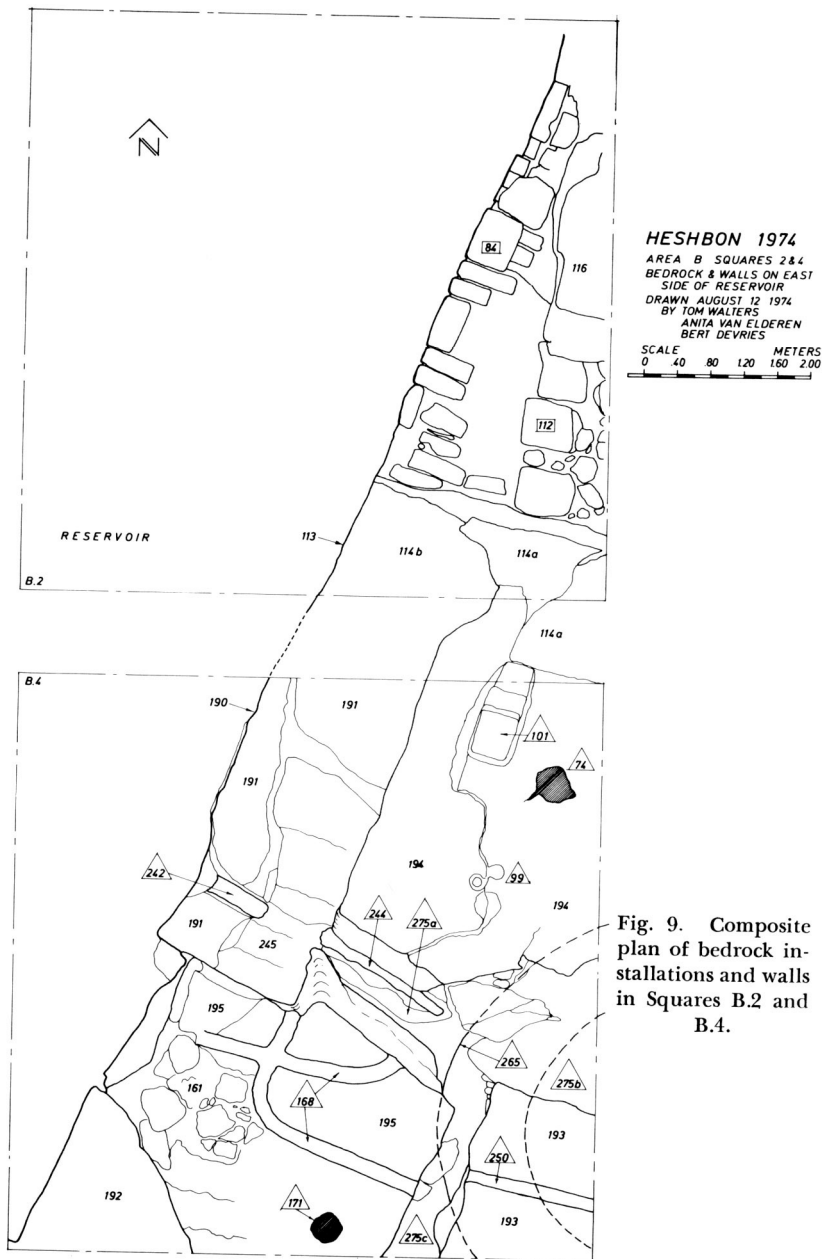 N
84
116
112
HESHBON 1974
AREA B SQUARES 2&4
BEDROCK & WALLS ON EAST
SIDE OF RESERVOIR
DRAWN AUGUST 12 1974
BY TOM WALTERS
ANITA VAN ELDEREN
BERT DEVRIES
SCALE METERS
0 .40 .80 1.20 1.60 2.00
RESERVOIR
113
114b
114a
B.2
114a
B.4
190
191
101
74
191
194
99
242
244
275a
194
191
245
195
265
275b
161
168
195
193
250
192
171
275c
193
Fig. 9. Composite
plan of bedrock in-
stallations and walls
in Squares B.2 and
B.4.